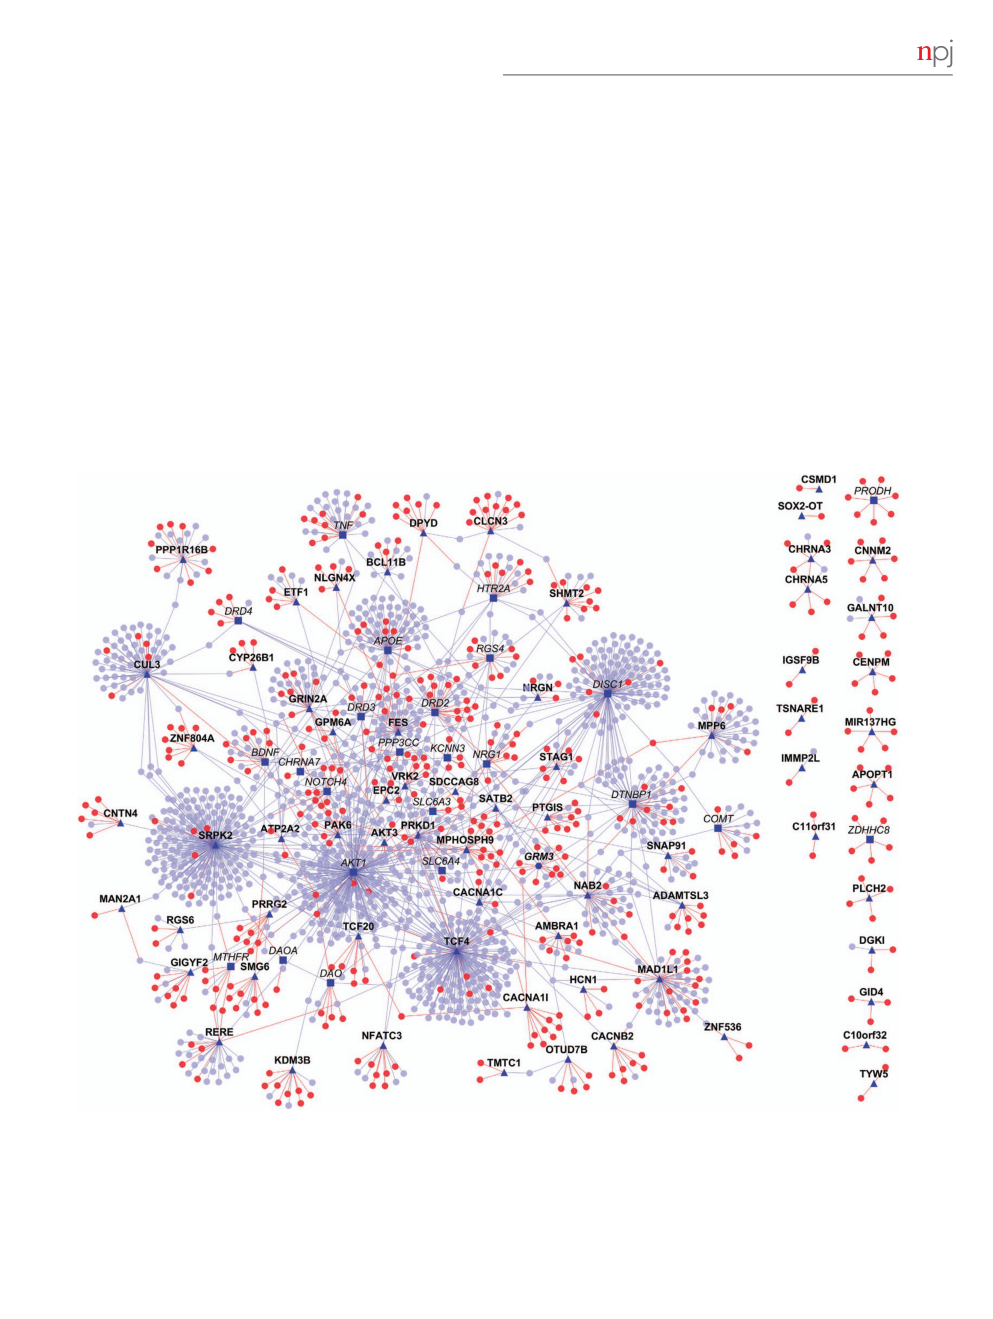 npj
CSMD1
PRODH
SOX2-OT
TNF
DPYD
CLCN3
PPP1R16B
CHRNA3
CNNM2
BCL11B
NLGN4X
CHRNA5
ETF1
HTR2A
SHMT2
DRD4
GALNT10
APOE
RGS4
CUL3
CYP26B1
IGSF9B
CENPM
DISC1
NRGN
GRIN2A
DRD3
DRD2
TSNARE1
GPM6A
FES
MPP6
MIR137HG
ZNF804A
PPP3CC
BDNF
KCNN3
CHRNA7
NRG1
STAG1
IMMP2L
NOTCH4
VRK2
APOPT1
EPC2
SDCCAG8
DTNBP1
SLC6A3
SATB2
CNTN4
PTGIS
COMT
SRPK2
ATP2A2
PAK6
AKT3
PRKD1
C11orf31
ZDHHC8
MPHOSPH9
AKT1
SLC6A4
GRM3
SNAP91
MAN2A1
CACNA1C
NAB2
ADAMTSL3
PLCH2
PRRG2
RGS6
TCF20
AMBRA1
TCF4
DGKI
GIGYF2
MTHFR
DAOA
SMG6
DAO
MAD1L1
HCN1
GID4
CACNA1I
RERE
NFATC3
CACNB2
ZNF536
C10orf32
OTUD7B
KDM3B
TMTC1
TYW5